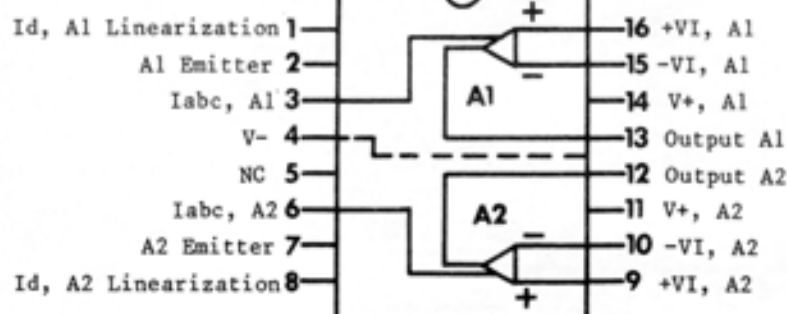 Id, A1 Linearization 1
A1 Emitter 2
Iabc, A1 3
V- 4
NC 5
Iabc, A2 6
A2 Emitter 7
Id, A2 Linearization 8
+
A1
−
A2
−
+
16 +VI, A1
15 -VI, A1
14 V+, A1
13 Output A1
12 Output A2
11 V+, A2
10 -VI, A2
9 +VI, A2